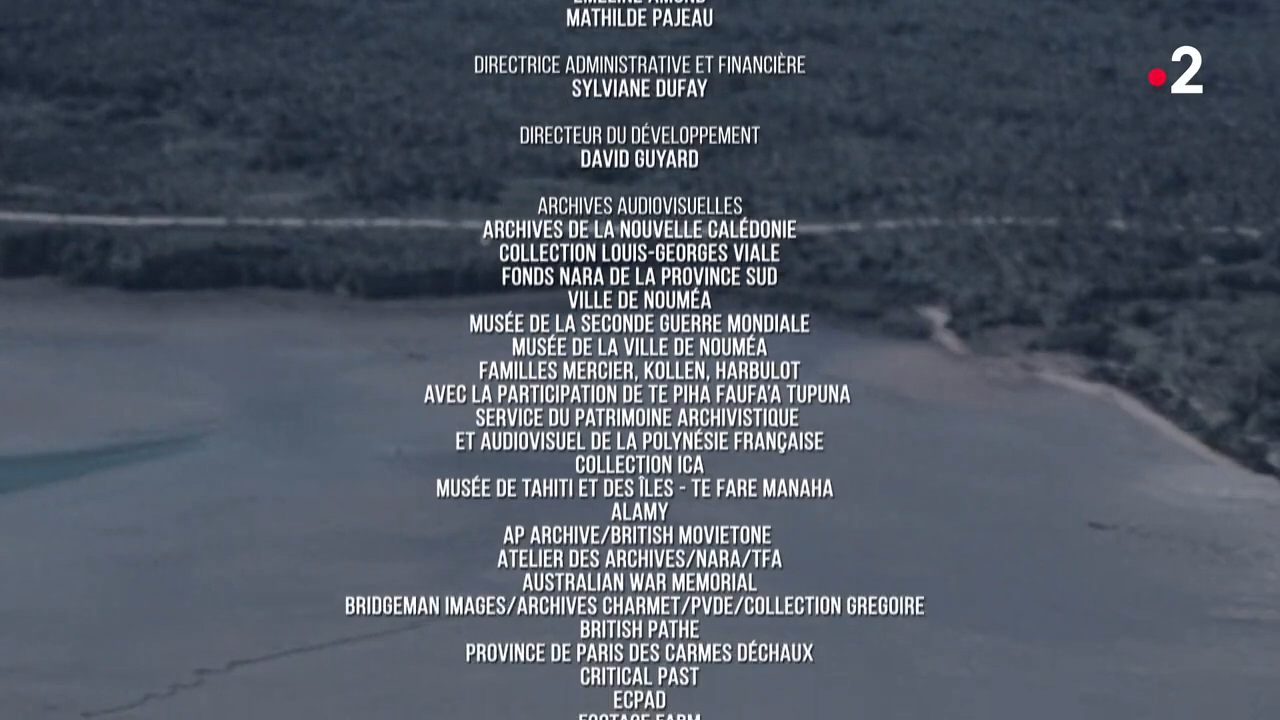 MATHILDE PAJEAU
DIRECTRICE ADMINISTRATIVE ET FINANCIÈRE
SYLVIANE DUFAY
DIRECTEUR DU DÉVELOPPEMENT
DAVID GUYARD
ARCHIVES AUDIOVISUELLES
ARCHIVES DE LA NOUVELLE CALÉDONIE
COLLECTION LOUIS-GEORGES VIALE
FONDS NARA DE LA PROVINCE SUD
VILLE DE NOUMÉA
MUSÉE DE LA SECONDE GUERRE MONDIALE
MUSÉE DE LA VILLE DE NOUMÉA
FAMILLES MERCIER, KOLLEN, HARBULOT
AVEC LA PARTICIPATION DE TE PIHA FAUFA'A TUPUNA
SERVICE DU PATRIMOINE ARCHIVISTIQUE
ET AUDIOVISUEL DE LA POLYNÉSIE FRANÇAISE
COLLECTION ICA
MUSÉE DE TAHITI ET DES ÎLES - TE FARE MANAHA
ALAMY
AP ARCHIVE/BRITISH MOVIETONE
ATELIER DES ARCHIVES/NARA/TFA
AUSTRALIAN WAR MEMORIAL
BRIDGEMAN IMAGES/ARCHIVES CHARMET/PVDE/COLLECTION GREGOIRE
BRITISH PATHE
PROVINCE DE PARIS DES CARMES DÉCHAUX
CRITICAL PAST
ECPAD
2